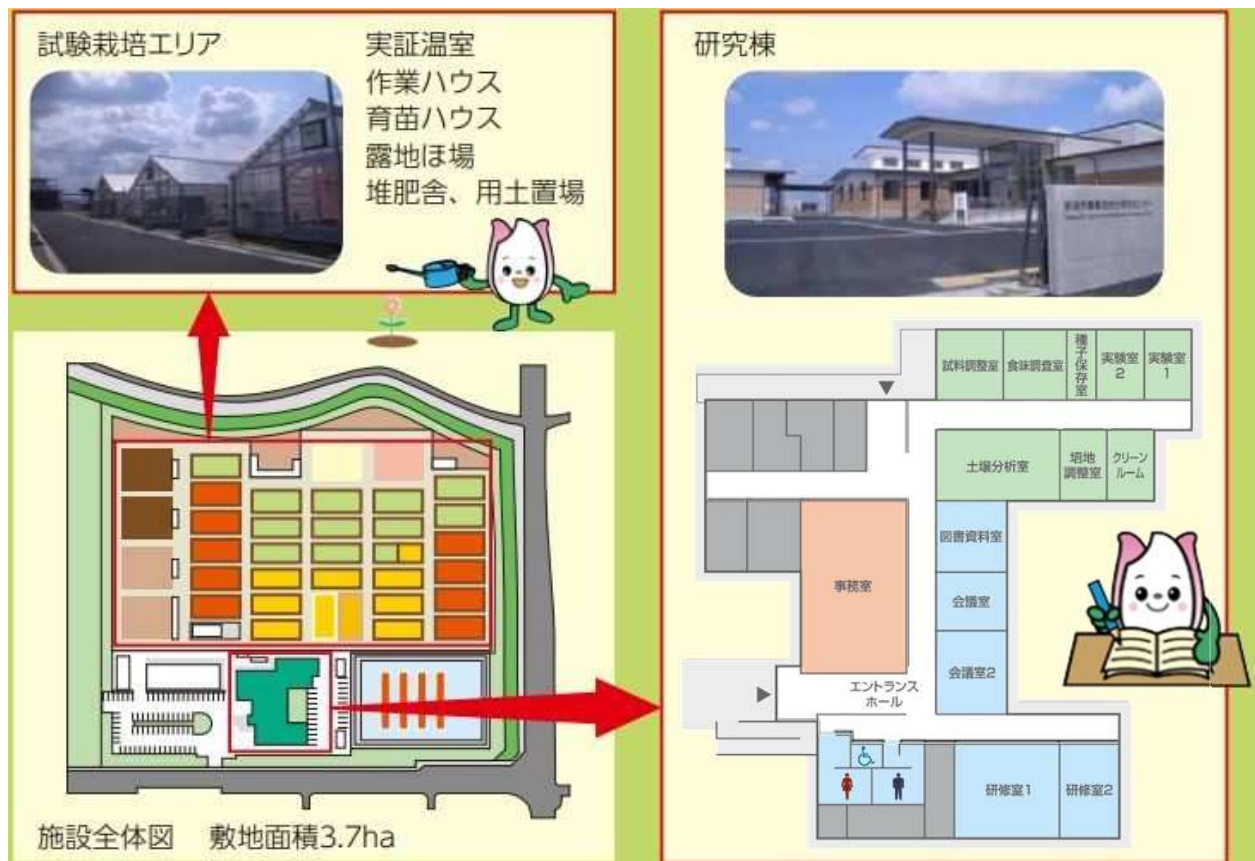 試験栽培エリア
実証温室
作業ハウス
育苗ハウス
露地ほ場
堆肥舎、用土置場
施設全体図 敷地面積3.7ha
研究棟
試料調整室
食味調査室
種子保存室
実験室
2
実験室
1
土壌分析室
培地
調整室
クリーン
ルーム
図書資料室
事務室
会議室
会議室2
エントランス
ホール
研修室1
研修室2